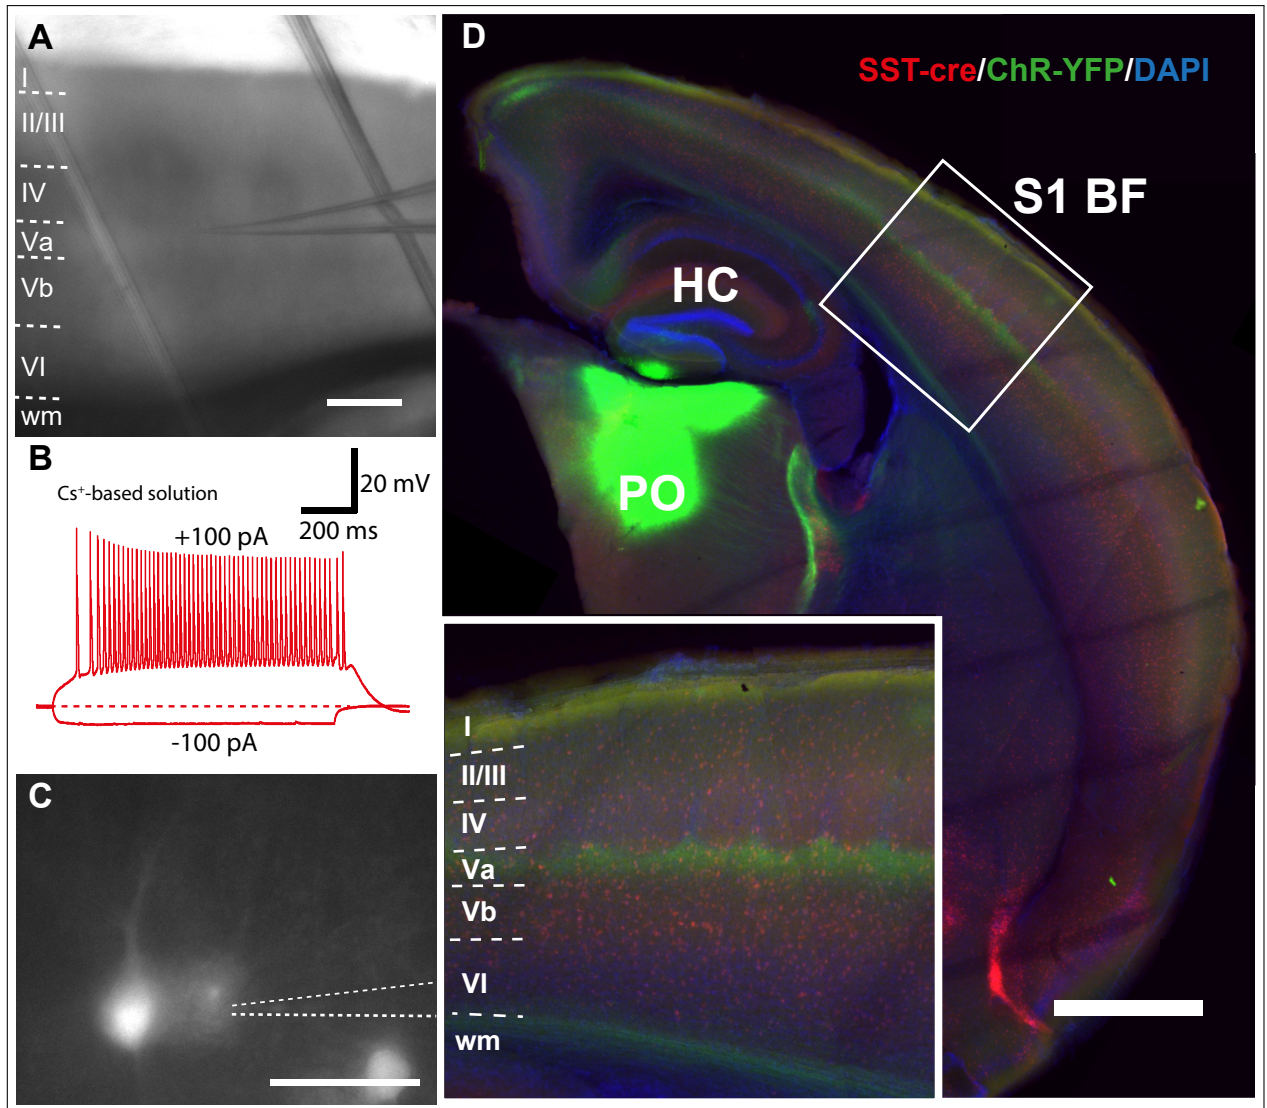 A
I
II/III
IV
Va
Vb
VI
wm
B
Cs⁺-based solution
20 mV
200 ms
+100 pA
-100 pA
C
D
SST-cre/ChR-YFP/DAPI
S1 BF
HC
PO
I
II/III
IV
Va
Vb
VI
wm